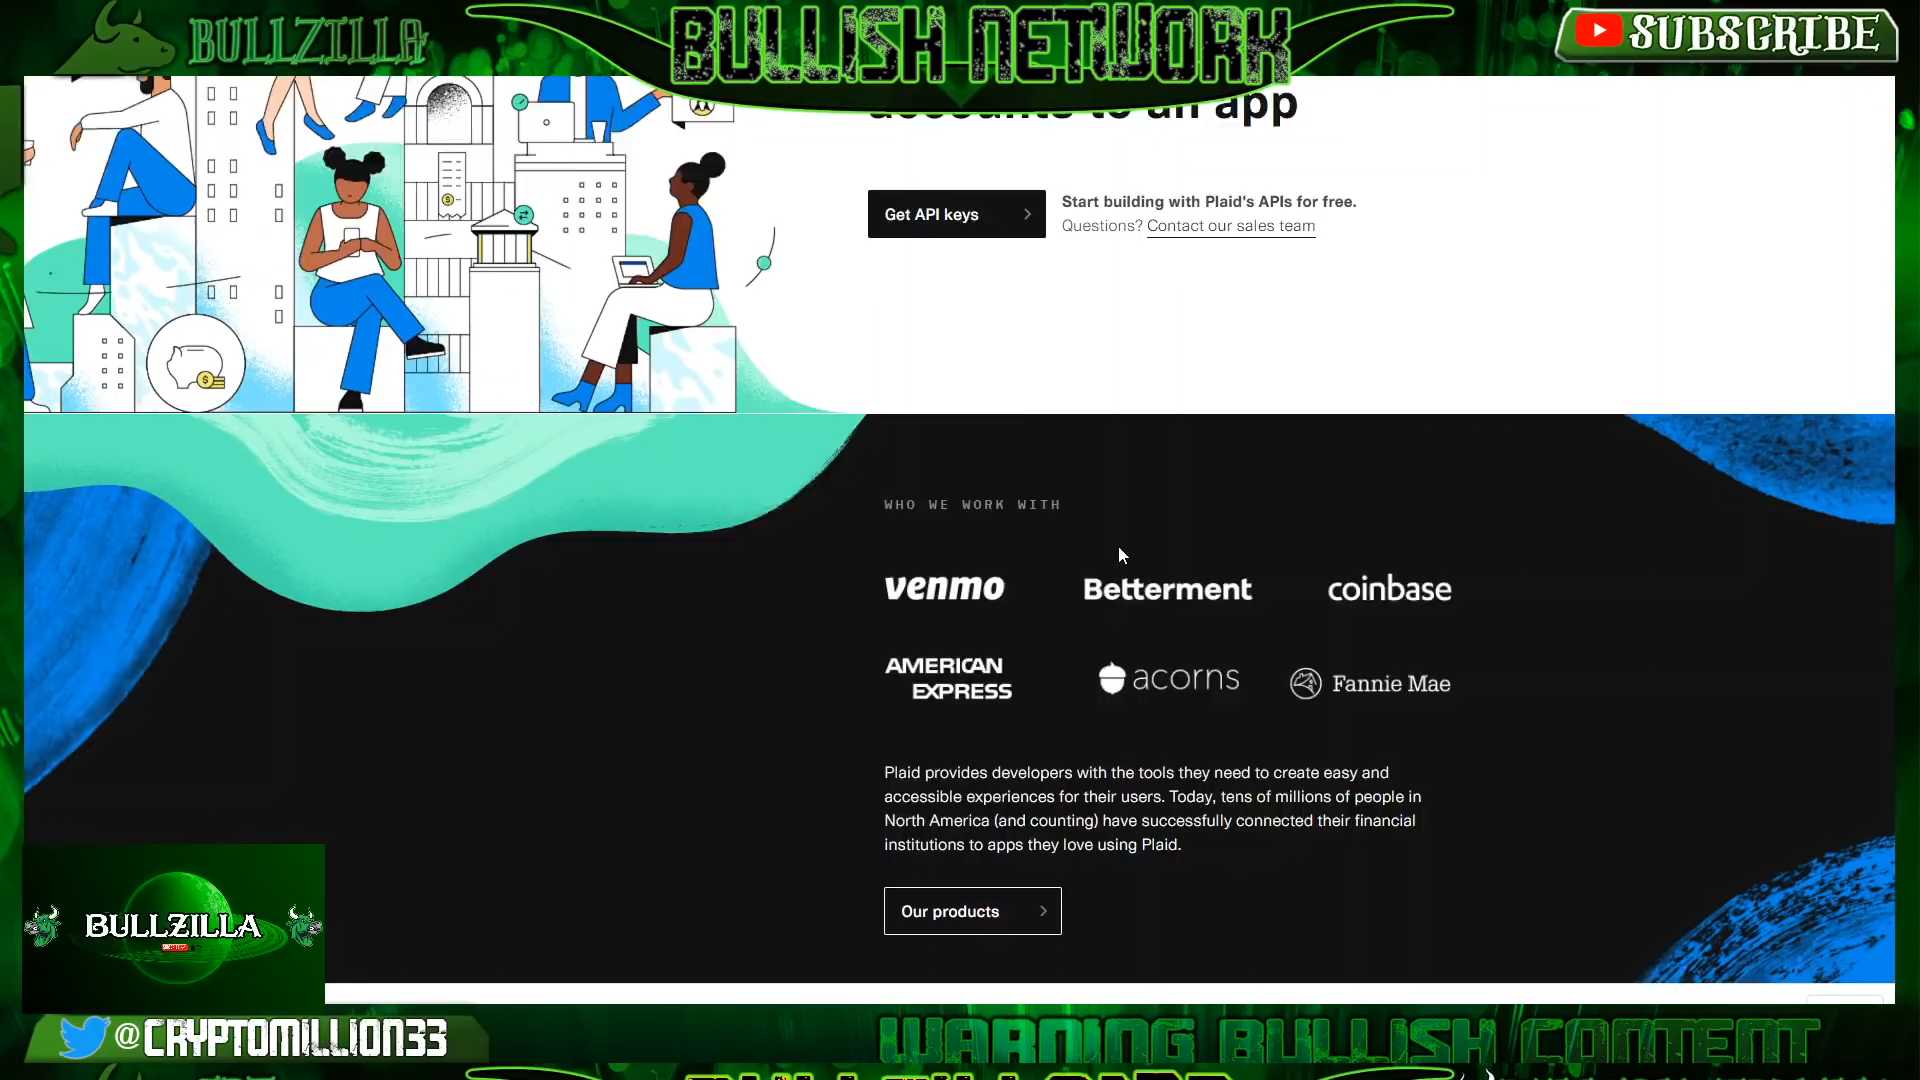 BULLZILLA
BULLISH NETWORK
SUBSCRIBE
accounts to an app
Get API keys
Start building with Plaid's APIs for free.
Questions? Contact our sales team
WHO WE WORK WITH
venmo
Betterment
coinbase
AMERICAN
EXPRESS
acorns
Fannie Mae
Plaid provides developers with the tools they need to create easy and
accessible experiences for their users. Today, tens of millions of people in
North America (and counting) have successfully connected their financial
institutions to apps they love using Plaid.
Our products
BULLZILLA
@CRYPTOMILLION33
WARNING BULLISH CONTENT